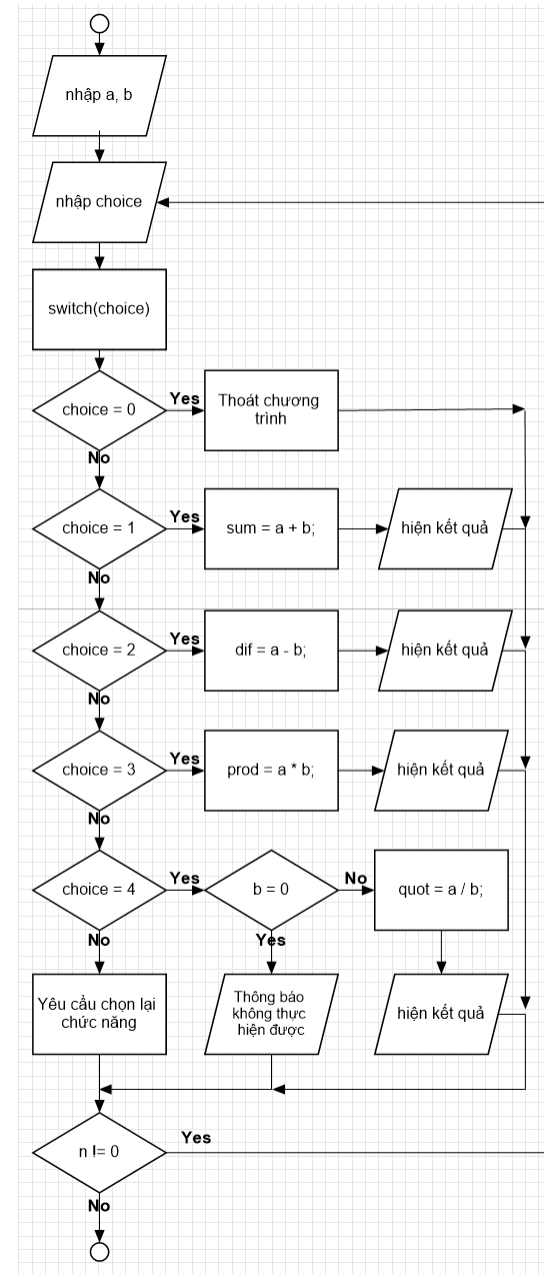 nhập a, b
nhập choice
switch(choice)
choice = 0
Yes
Thoát chương
trình
No
choice = 1
Yes
sum = a + b;
hiện kết quả
No
choice = 2
Yes
dif = a - b;
hiện kết quả
No
choice = 3
Yes
prod = a * b;
hiện kết quả
No
choice = 4
Yes
b = 0
No
quot = a / b;
No
Yes
Yêu cầu chọn lại
chức năng
Thông báo
không thực
hiện được
hiện kết quả
n != 0
Yes
No